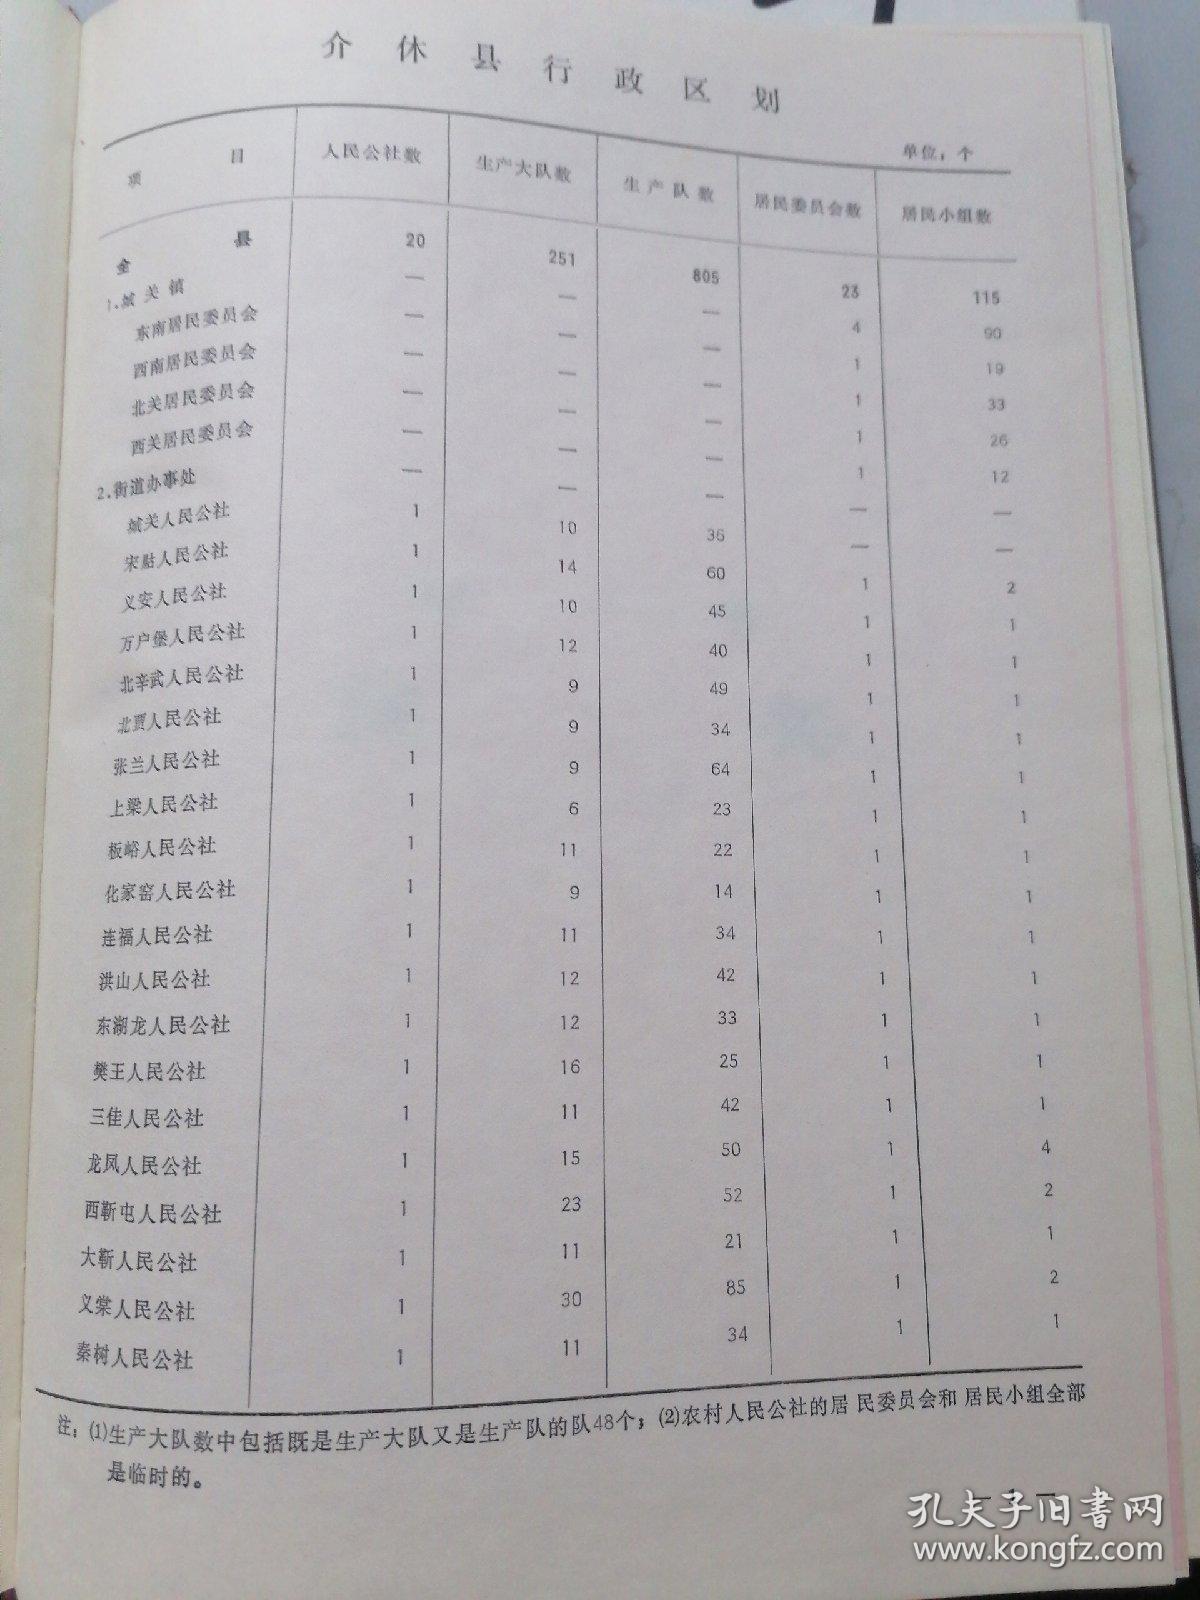 介休县行政区划
单位：个
项 目 人民公社数 生产大队数 生产队数 居民委员会数 居民小组数
全 县 20 251 805 23 115
1.城关镇 — — — 4 90
东南居民委员会 — — — 1 19
西南居民委员会 — — — 1 33
北关居民委员会 — — — 1 26
西关居民委员会 — — — 1 12
2.街道办事处 — — — — —
城关人民公社 1 10 36 — —
宋人民公社 1 14 60 1 2
义安人民公社 1 10 45 1 1
万户堡人民公社 1 12 40 1 1
北辛武人民公社 1 9 49 1 1
北贾人民公社 1 9 34 1 1
张兰人民公社 1 9 64 1 1
上梁人民公社 1 6 23 1 1
板峪人民公社 1 11 22 1 1
化家窑人民公社 1 9 14 1 1
连福人民公社 1 11 34 1 1
洪山人民公社 1 12 42 1 1
东湖龙人民公社 1 12 33 1 1
樊王人民公社 1 16 25 1 1
三佳人民公社 1 11 42 1 1
龙凤人民公社 1 15 50 1 4
西靳屯人民公社 1 23 52 1 2
大靳人民公社 1 11 21 1 1
义棠人民公社 1 30 85 1 2
秦树人民公社 1 11 34 1 1
注：(1)生产大队数中包括既是生产大队又是生产队的队48个；(2)农村人民公社的居民委员会和居民小组全部
是临时的。
孔夫子旧书网
www.kongfz.com